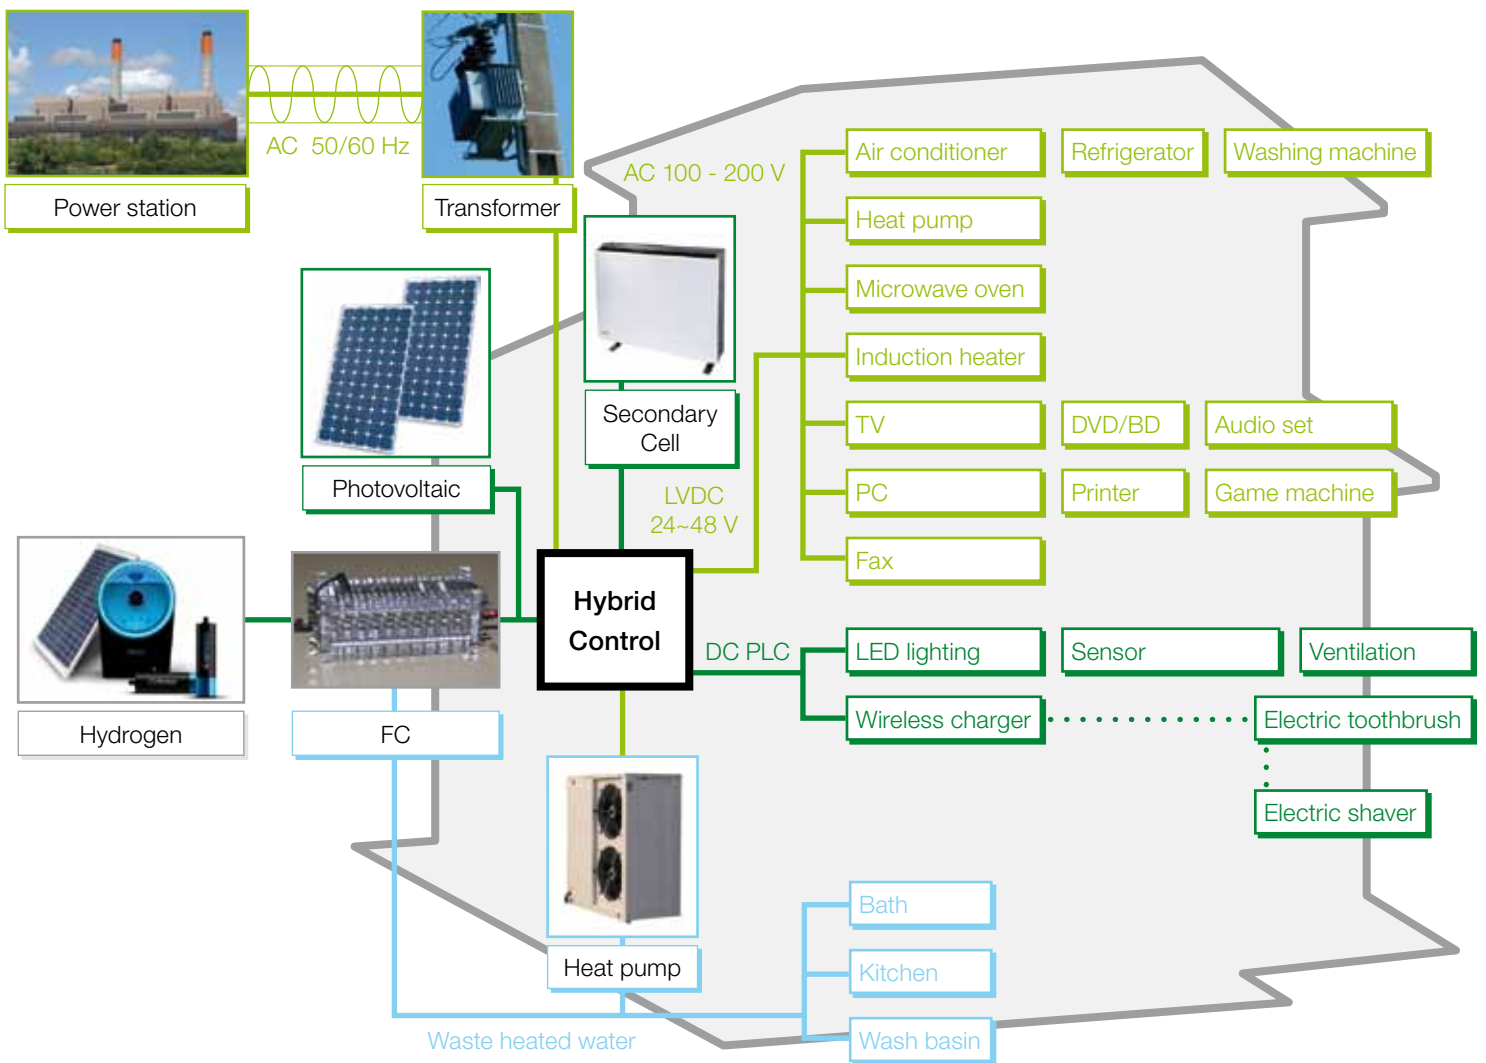 AC 50/60 Hz
Power station
Transformer
AC 100 - 200 V
Air conditioner
Refrigerator
Washing machine
Heat pump
Microwave oven
Induction heater
TV
DVD/BD
Audio set
PC
Printer
Game machine
Fax
Secondary
Cell
Photovoltaic
LVDC
24~48 V
Hybrid
Control
Hydrogen
FC
DC PLC
LED lighting
Sensor
Ventilation
Wireless charger
Electric toothbrush
Electric shaver
Heat pump
Bath
Kitchen
Wash basin
Waste heated water